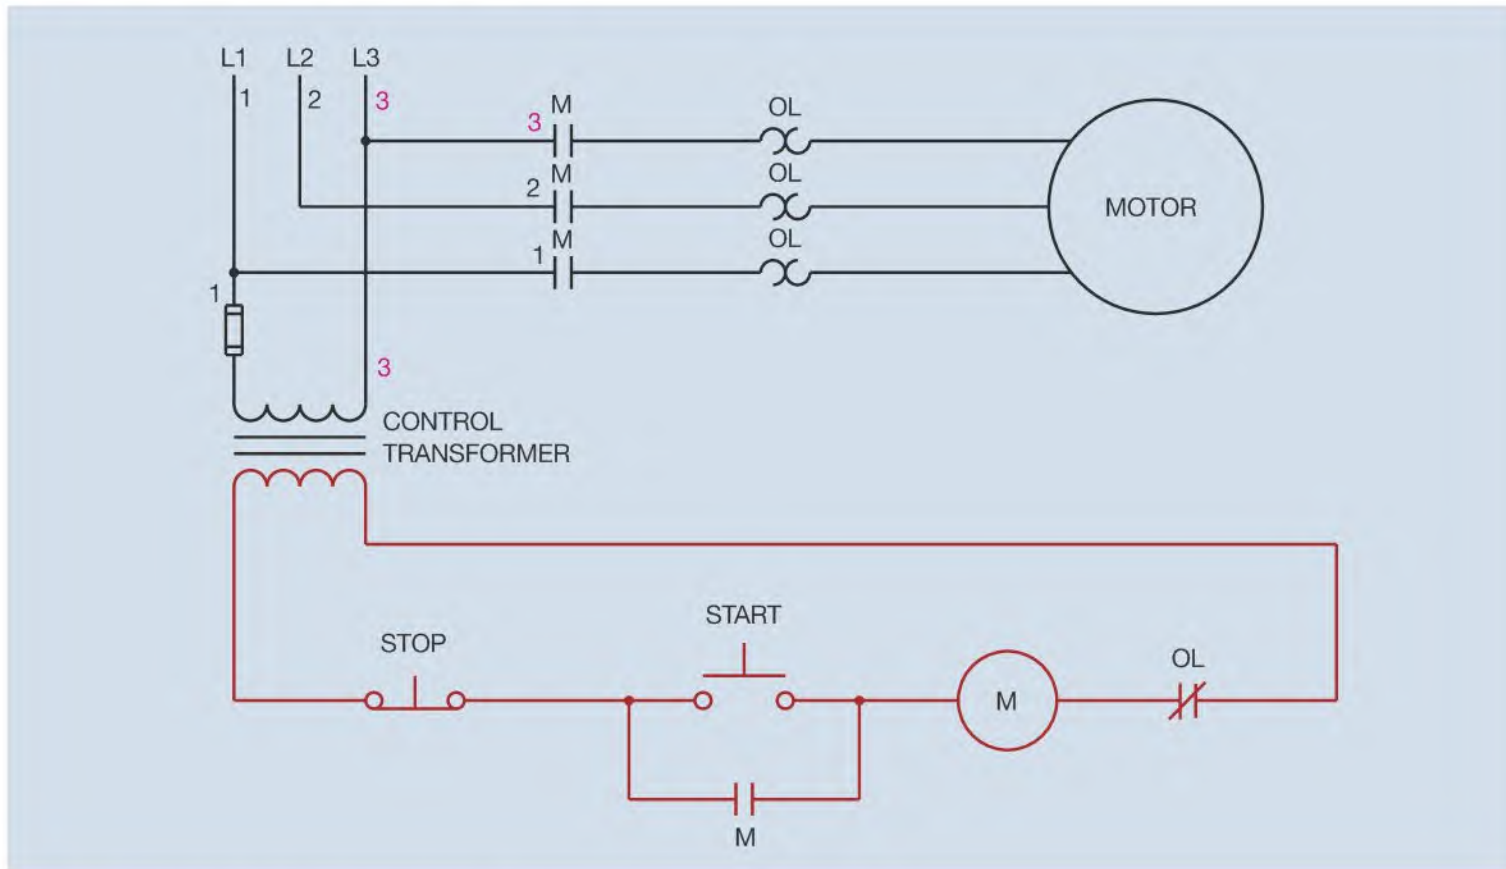 L1 L2 L3
1 2 3
M OL
3
M OL
2
MOTOR
M OL
1
1
3
CONTROL
TRANSFORMER
START
STOP
OL
M
M